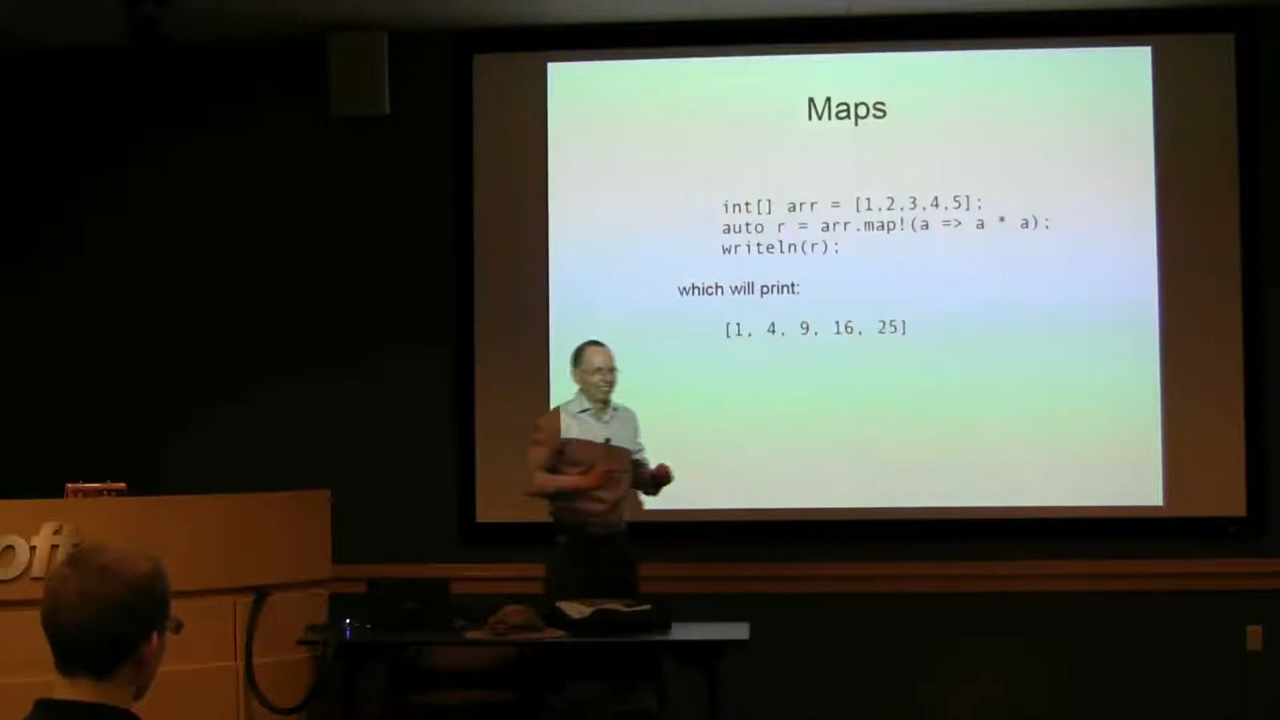 Maps
int[] arr = [1,2,3,4,5];
auto r = arr.map!(a => a * a);
writeln(r);
which will print:
[1, 4, 9, 16, 25]
oft